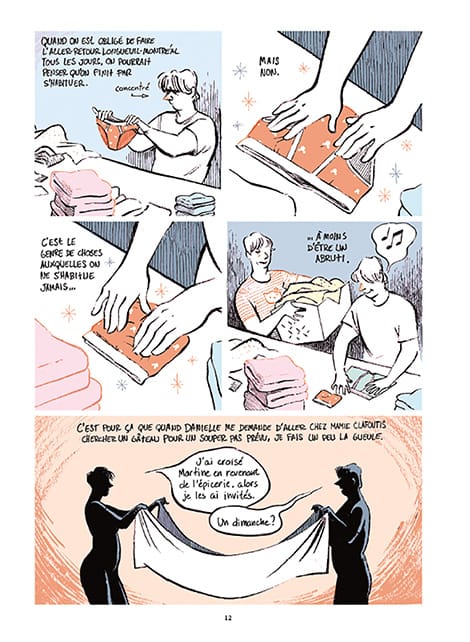 QUAND ON EST OBLIGÉ DE FAIRE
L'ALLER-RETOUR LONGUEUIL-MONTRÉAL
TOUS LES JOURS, ON POURRAIT
PENSER QU'ON FINIT PAR
S'HABITUER.
concentré
MAIS
NON.
C'EST LE
GENRE DE CHOSES
AUXQUELLES ON
NE S'HABITUE
JAMAIS...
... À MOINS
D'ÊTRE UN
ABRUTI.
C'EST POUR ÇA QUE QUAND DANIELLE ME DEMANDE D'ALLER CHEZ MAMIE CLAFOUTIS
CHERCHER UN GÂTEAU POUR UN SOUPER PAS PRÉVU, JE FAIS UN PEU LA GUEULE.
J'ai croisé
Martine en revenant
de l'épicerie, alors
je les ai invités.
Un dimanche?
12